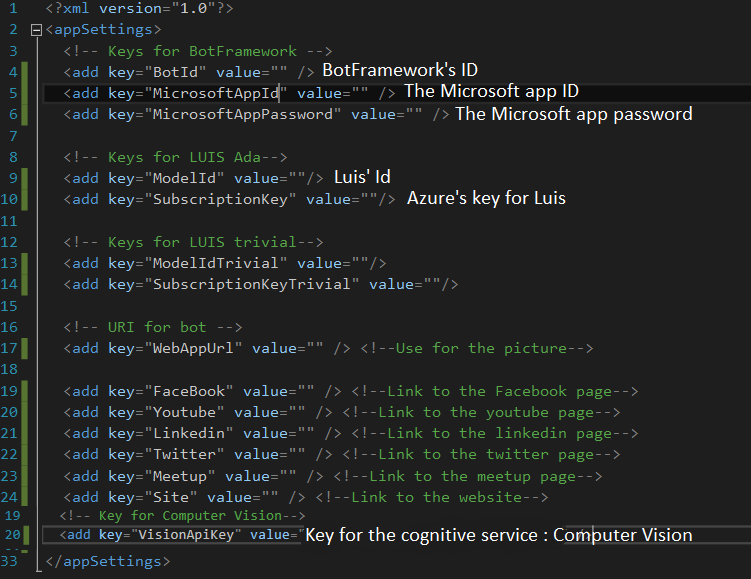 1 <?xml version="1.0"?>
2 <appSettings>
3 <!-- Keys for BotFramework -->
4 <add key="BotId" value="" /> BotFramework's ID
5 <add key="MicrosoftAppId" value="" /> The Microsoft app ID
6 <add key="MicrosoftAppPassword" value="" /> The Microsoft app password
7
8 <!-- Keys for LUIS Ada-->
9 <add key="ModelId" value=""/> Luis' Id
10 <add key="SubscriptionKey" value=""/> Azure's key for Luis
11
12 <!-- Keys for LUIS trivial-->
13 <add key="ModelIdTrivial" value=""/>
14 <add key="SubscriptionKeyTrivial" value=""/>
15
16 <!-- URI for bot -->
17 <add key="WebAppUrl" value="" /> <!--Use for the picture-->
18
19 <add key="FaceBook" value="" /> <!--Link to the Facebook page-->
20 <add key="Youtube" value="" /> <!--Link to the youtube page-->
21 <add key="Linkedin" value="" /> <!--Link to the linkedin page-->
22 <add key="Twitter" value="" /> <!--Link to the twitter page-->
23 <add key="Meetup" value="" /> <!--Link to the meetup page-->
24 <add key="Site" value="" /> <!--Link to the website-->
19 <!-- Key for Computer Vision-->
20 <add key="VisionApiKey" value=" Key for the cognitive service : Computer Vision
33 </appSettings>